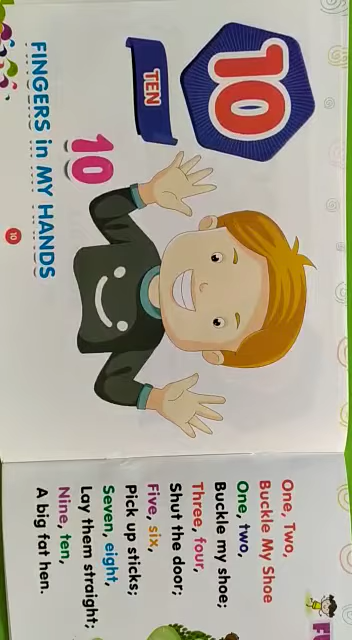 10
TEN
10
FINGERS in MY HANDS
10
One, Two,
Buckle My Shoe
One, two,
Buckle my shoe;
Three, four,
Shut the door;
Five, six,
Pick up sticks;
Seven, eight,
Lay them straight;
Nine, ten,
A big fat hen.